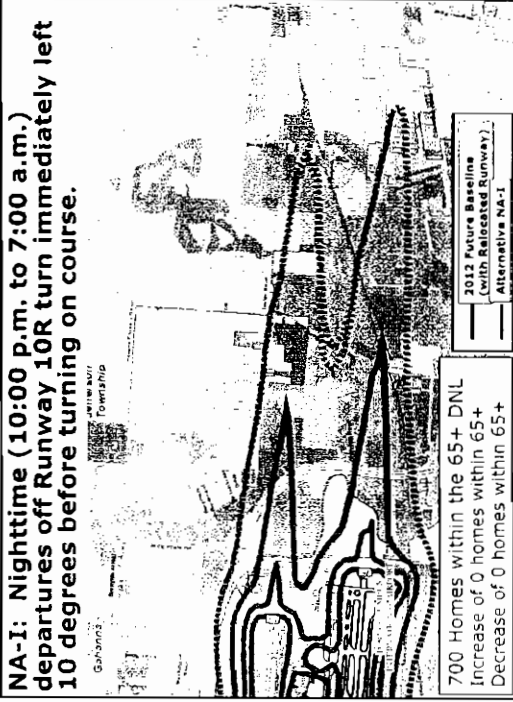 NA-I: Nighttime (10:00 p.m. to 7:00 a.m.)
departures off Runway 10R turn immediately left
10 degrees before turning on course.
Jefferson
Township
Gahanna
2012 Future Baseline
(with Relocated Runway)
Alternative NA-I
700 Homes within the 65+ DNL
Increase of 0 homes within 65+
Decrease of 0 homes within 65+